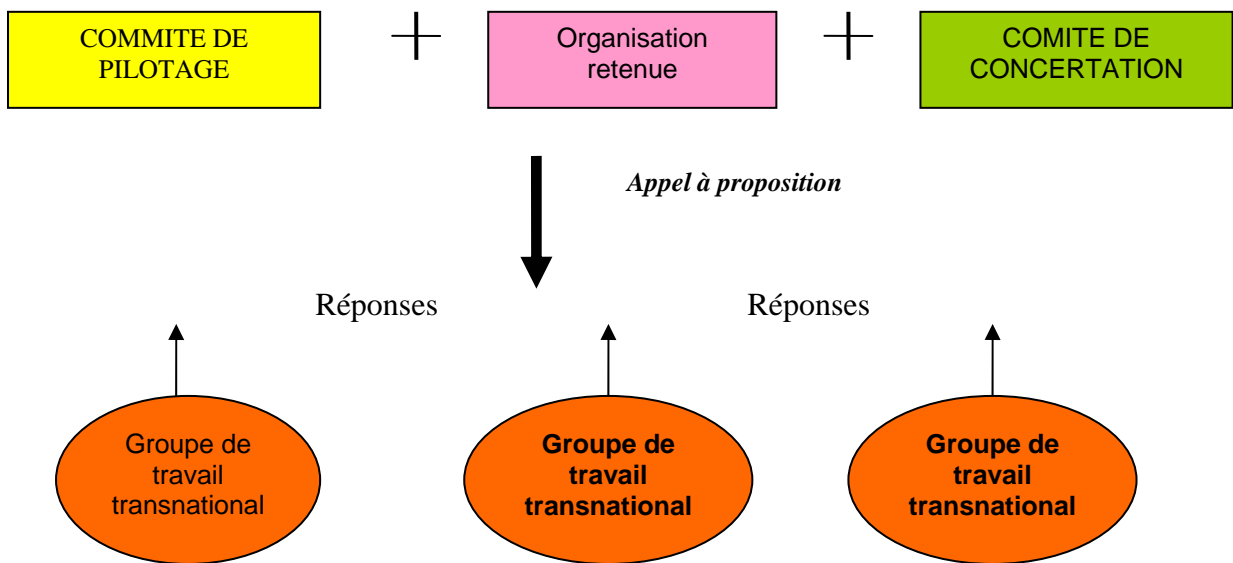 COMMITE DE
PILOTAGE
Organisation
retenue
COMITE DE
CONCERTATION
Appel à proposition
Réponses
Réponses
Groupe de
travail
transnational
Groupe de
travail
transnational
Groupe de
travail
transnational